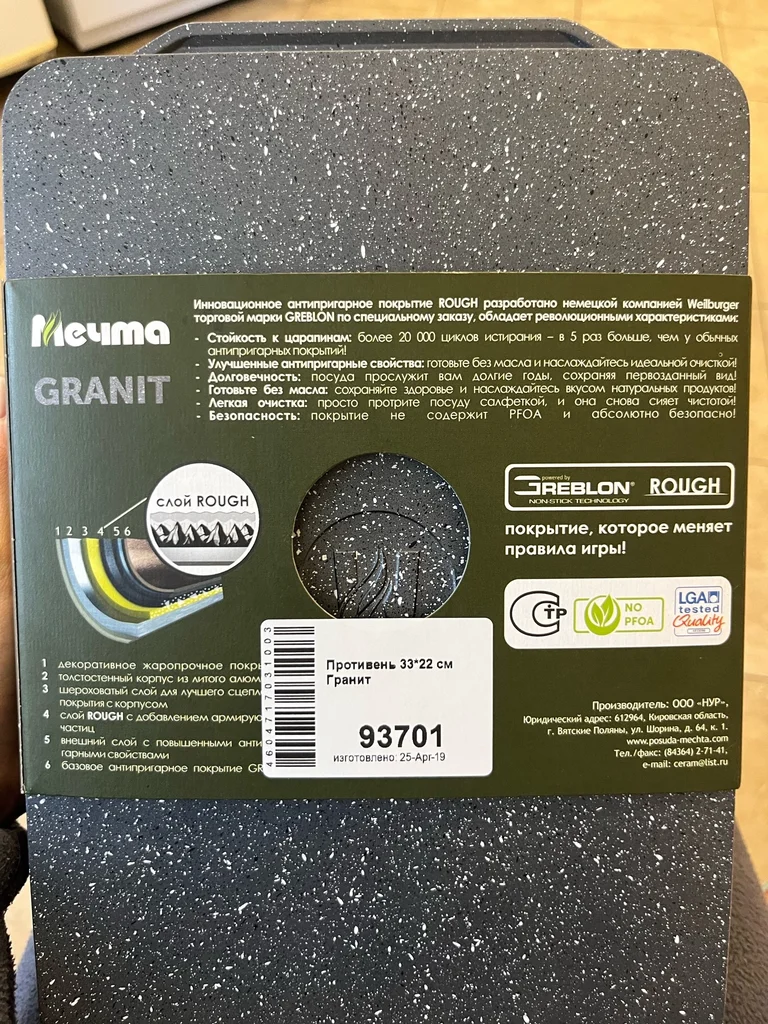 Мечта
GRANIT
Инновационное антипригарное покрытие ROUGH разработано немецкой компанией Weilburger
торговой марки GREBLON по специальному заказу, обладает революционными характеристиками:
- Стойкость к царапинам: более 20 000 циклов истирания – в 5 раз больше, чем у обычных
антипригарных покрытий!
- Улучшенные антипригарные свойства: готовьте без масла и наслаждайтесь идеальной очисткой!
- Долговечность: посуда прослужит вам долгие годы, сохраняя первозданный вид!
- Готовьте без масла: сохраняйте здоровье и наслаждайтесь вкусом натуральных продуктов!
- Легкая очистка: просто протрите посуду салфеткой, и она снова сияет чистотой!
- Безопасность: покрытие не содержит PFOA и абсолютно безопасно!
слой ROUGH
1 2 3 4 5 6
powered by
GREBLON®
NON-STICK TECHNOLOGY
ROUGH
покрытие, которое меняет
правила игры!
СТР
NO
PFOA
LGA
tested
Quality
1 декоративное жаропрочное покры
2 толстостенный корпус из литого алюм
3 шероховатый слой для лучшего сцепл
покрытия с корпусом
4 слой ROUGH с добавлением армирую
частиц
5 внешний слой с повышенными анти
гарными свойствами
6 базовое антипригарное покрытие GR
4604717031003
Противень 33*22 см
Гранит
93701
изготовлено: 25-Apr-19
Производитель: ООО «НУР»,
Юридический адрес: 612964, Кировская область,
г. Вятские Поляны, ул. Шорина, д. 64, к. 1.
www.posuda-mechta.com
Тел./факс: (84364) 2-71-41,
e-mail: ceram@list.ru